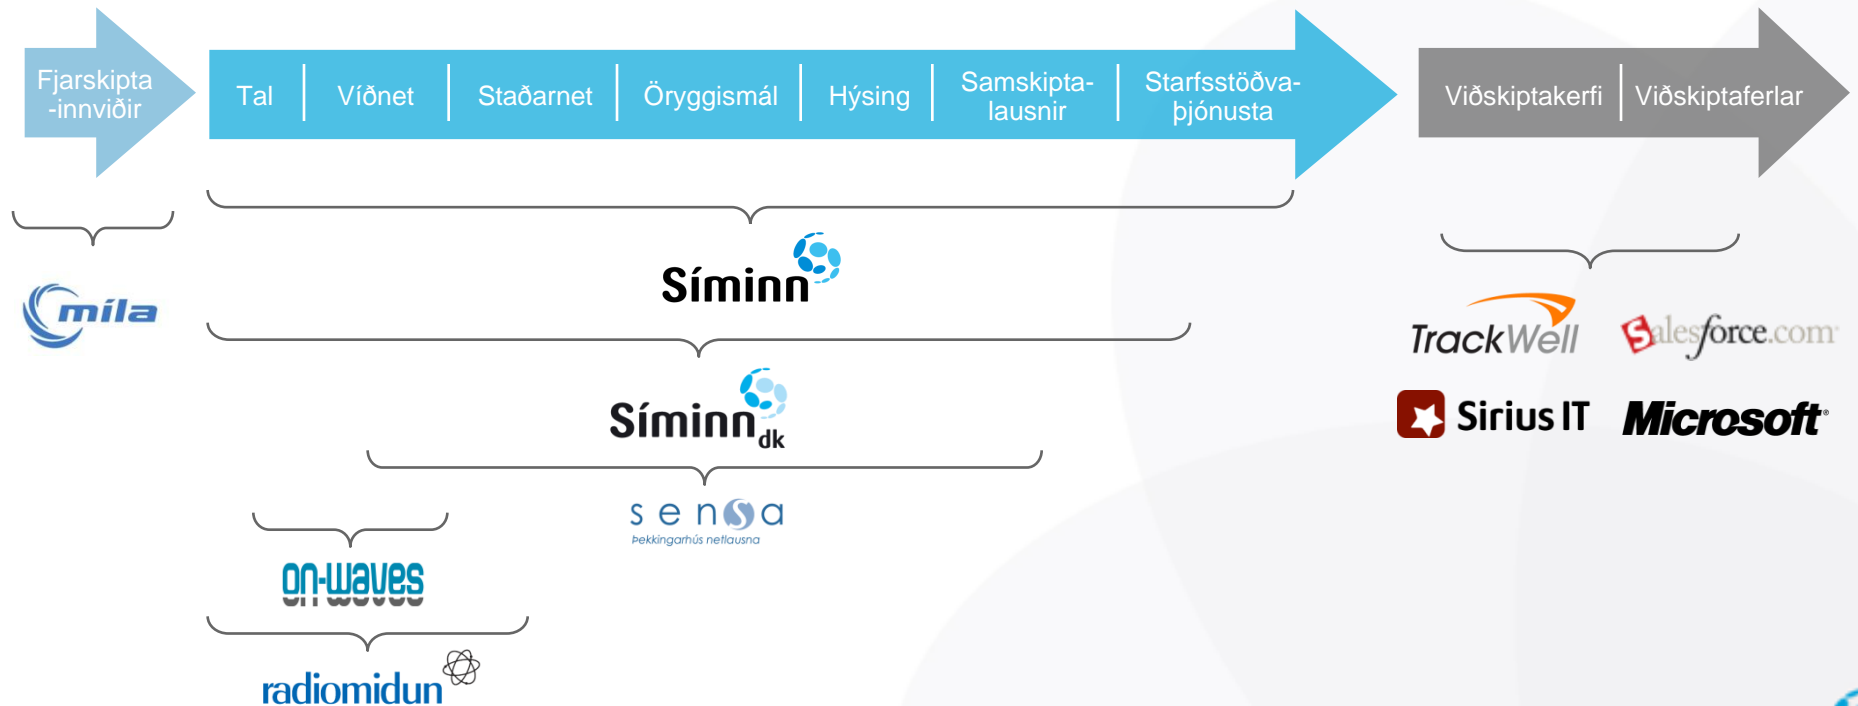 Fjarskipta
-innviðir
Tal
Víðnet
Staðarnet
Öryggismál
Hýsing
Samskipta-
lausnir
Starfsstöðva-
þjónusta
Viðskiptakerfi
Viðskiptaferlar
míla
Síminn
Síminn
dk
sensa
Þekkingarhús netlausna
on-waves
radiomidun
TrackWell
Salesforce.com
Sirius IT
Microsoft®